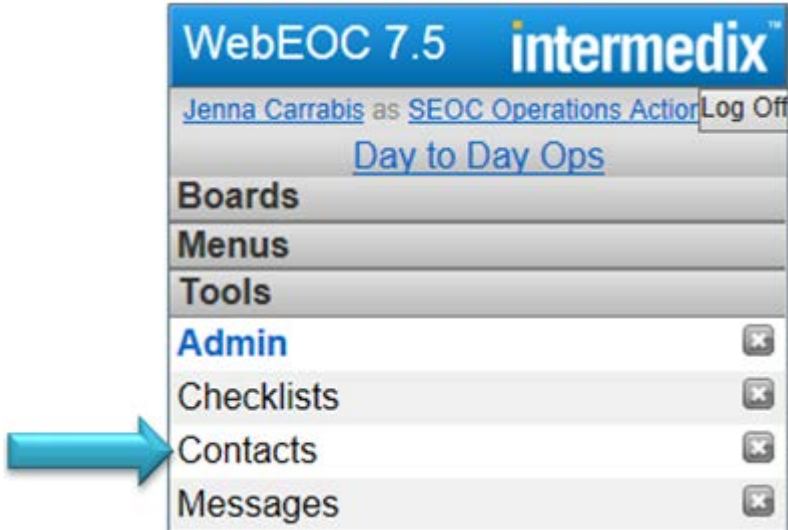 WebEOC 7.5 intermedix™
Jenna Carrabis as SEOC Operations Action Log Off
Day to Day Ops
Boards
Menus
Tools
Admin
Checklists
Contacts
Messages